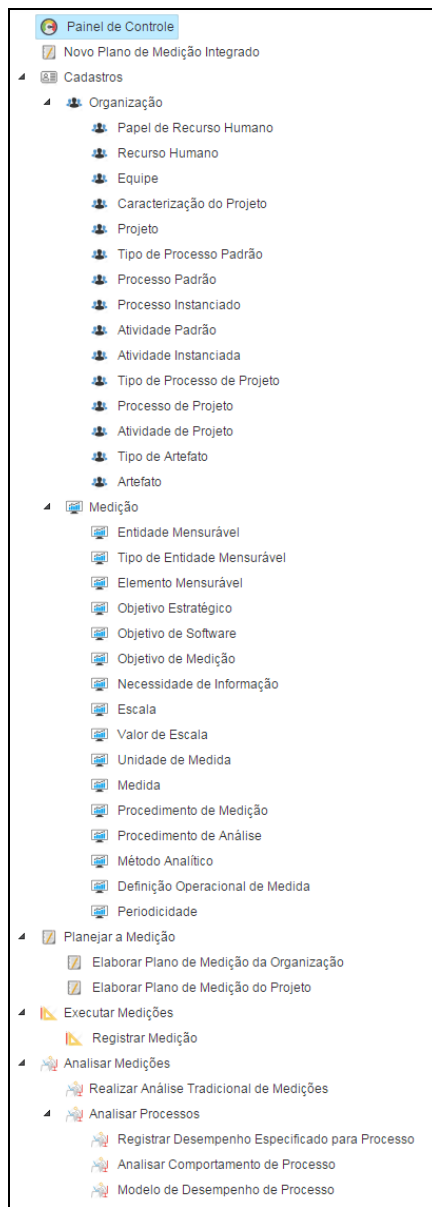 Painel de Controle
Novo Plano de Medição Integrado
Cadastros
Organização
Papel de Recurso Humano
Recurso Humano
Equipe
Caracterização do Projeto
Projeto
Tipo de Processo Padrão
Processo Padrão
Processo Instanciado
Atividade Padrão
Atividade Instanciada
Tipo de Processo de Projeto
Processo de Projeto
Atividade de Projeto
Tipo de Artefato
Artefato
Medição
Entidade Mensurável
Tipo de Entidade Mensurável
Elemento Mensurável
Objetivo Estratégico
Objetivo de Software
Objetivo de Medição
Necessidade de Informação
Escala
Valor de Escala
Unidade de Medida
Medida
Procedimento de Medição
Procedimento de Análise
Método Analítico
Definição Operacional de Medida
Periodicidade
Planejar a Medição
Elaborar Plano de Medição da Organização
Elaborar Plano de Medição do Projeto
Executar Medições
Registrar Medição
Analisar Medições
Realizar Análise Tradicional de Medições
Analisar Processos
Registrar Desempenho Especificado para Processo
Analisar Comportamento de Processo
Modelo de Desempenho de Processo